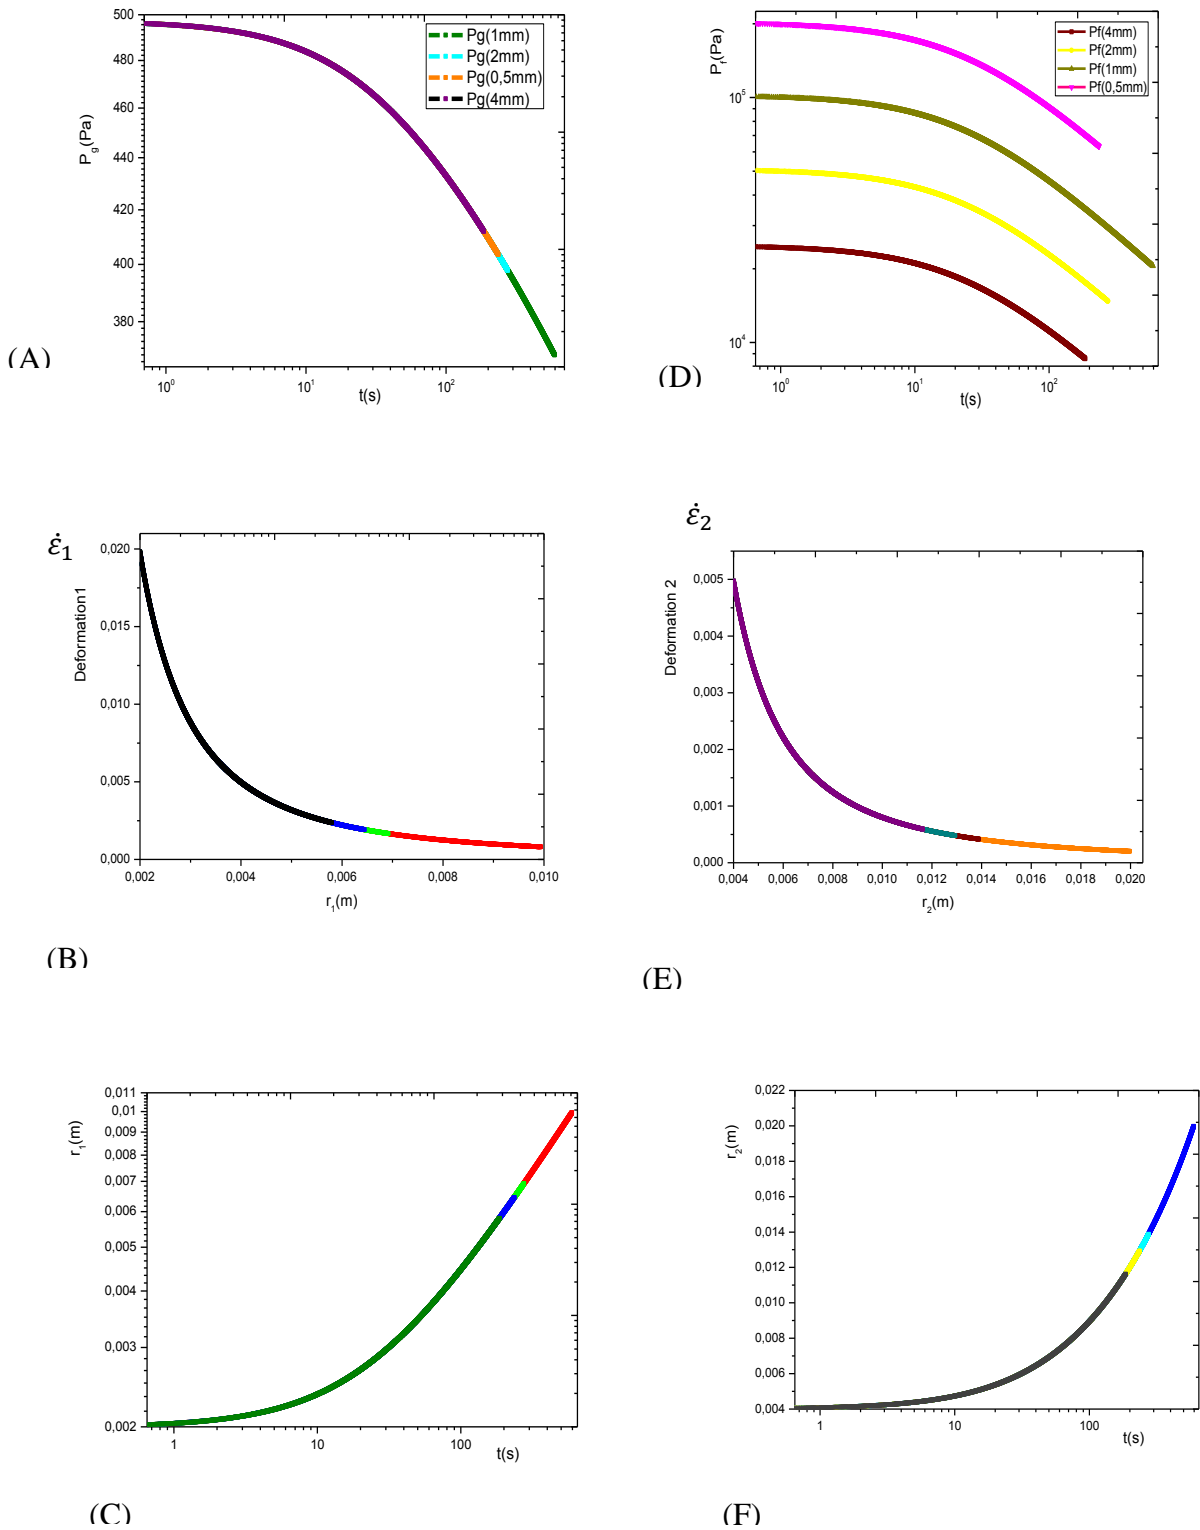 500
480
460
440
420
400
380
P_g(Pa)
10^0
10^1
10^2
t(s)
Pg(1mm)
Pg(2mm)
Pg(0,5mm)
Pg(4mm)
(A)
P_f(Pa)
10^5
10^4
10^0
10^1
10^2
t(s)
Pf(4mm)
Pf(2mm)
Pf(1mm)
Pf(0,5mm)
(D)
ε̇_1
Deformation1
0,020
0,015
0,010
0,005
0,000
0,002
0,004
0,006
0,008
0,010
r_1(m)
(B)
ε̇_2
Deformation 2
0,005
0,004
0,003
0,002
0,001
0,000
0,004
0,006
0,008
0,010
0,012
0,014
0,016
0,018
0,020
r_2(m)
(E)
r_1(m)
0,011
0,01
0,009
0,008
0,007
0,006
0,005
0,004
0,003
0,002
1
10
100
t(s)
(C)
r_2(m)
0,022
0,020
0,018
0,016
0,014
0,012
0,010
0,008
0,006
0,004
1
10
100
t(s)
(F)